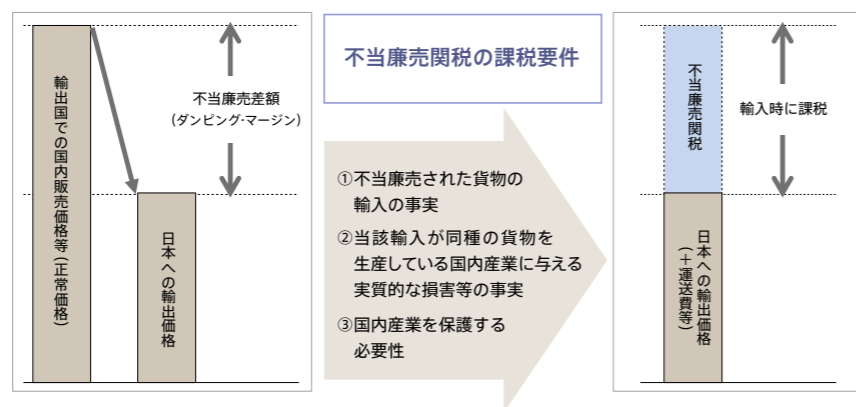 輸出国での国内販売価格等(正常価格)
不当廉売差額
(ダンピング・マージン)
日本への輸出価格
不当廉売関税の課税要件
①不当廉売された貨物の
輸入の事実
②当該輸入が同種の貨物を
生産している国内産業に与える
実質的な損害等の事実
③国内産業を保護する
必要性
不当廉売関税
輸入時に課税
日本への輸出価格
(+運送費等)